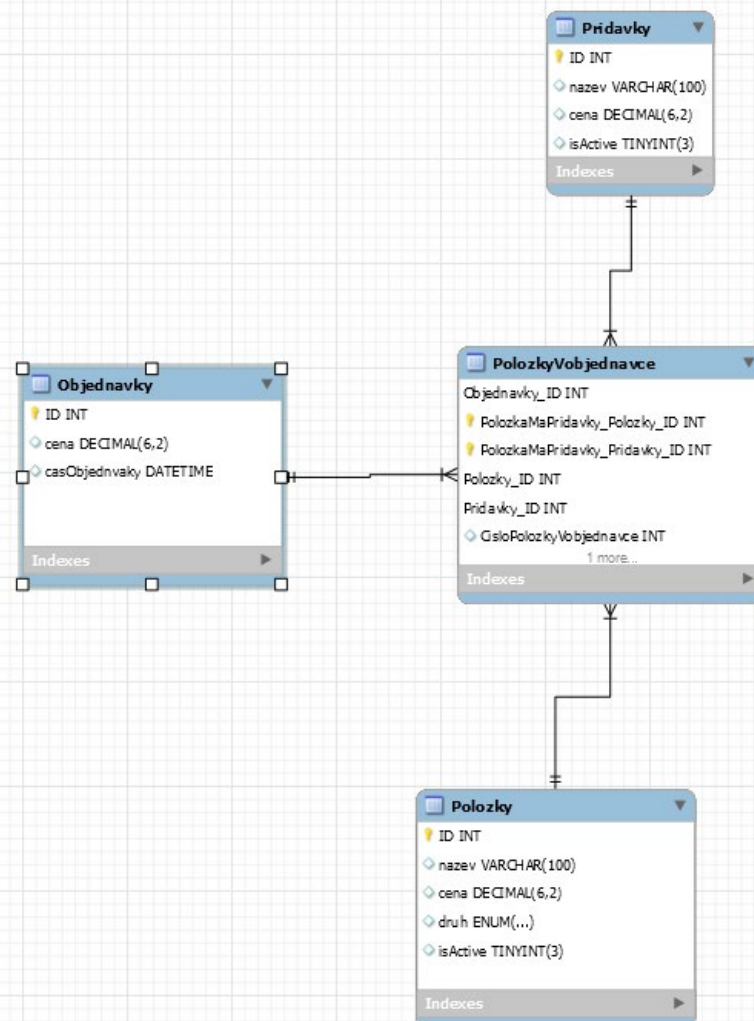 Pridavky
ID INT
nazev VARCHAR(100)
cena DECIMAL(6,2)
isActive TINYINT(3)
Indexes
Objednavky
ID INT
cena DECIMAL(6,2)
casObjednvaky DATETIME
Indexes
PolozkyVobjednavce
Objednavky_ID INT
PolozkaMaPridavky_Polozky_ID INT
PolozkaMaPridavky_Pridavky_ID INT
Polozky_ID INT
Pridavky_ID INT
CisloPolozkyVobjednavce INT
1 more...
Indexes
Polozky
ID INT
nazev VARCHAR(100)
cena DECIMAL(6,2)
druh ENUM(...)
isActive TINYINT(3)
Indexes